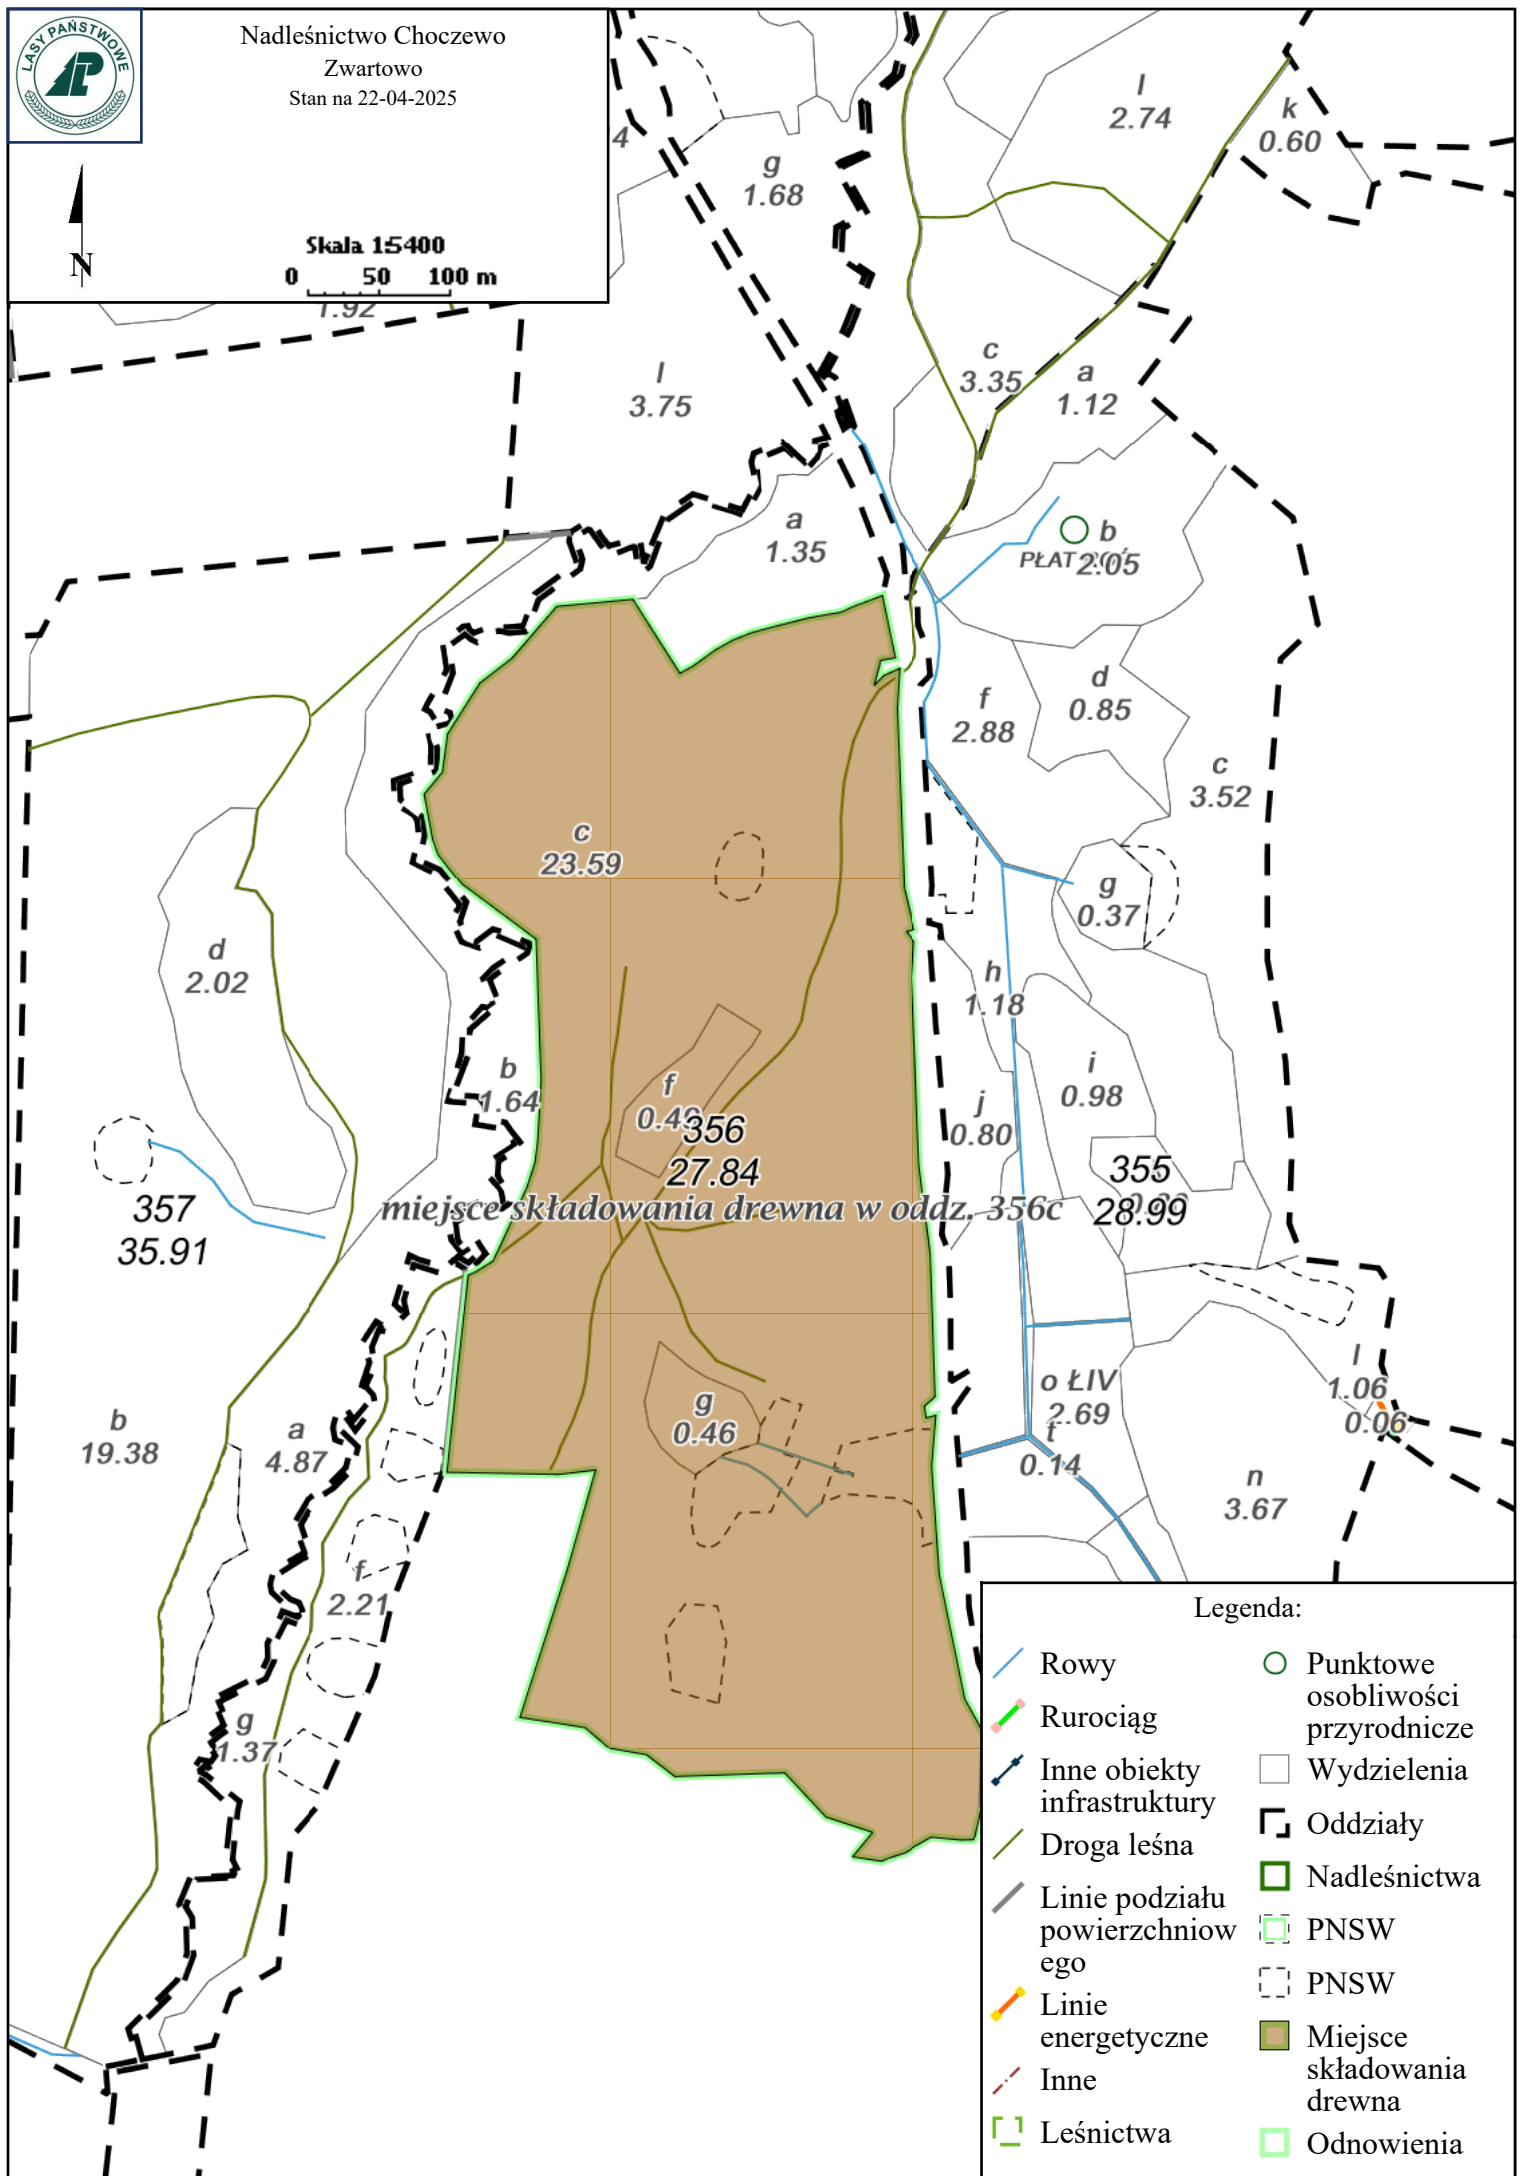 LASY PAŃSTWOWE
Nadleśnictwo Choczewo
Zwartowo
Stan na 22-04-2025
N
Skala 1:5400
0 50 100 m
1.92
4
g
1.68
l
2.74
k
0.60
l
3.75
c
3.35
a
1.12
a
1.35
b
2.05
PŁAT
d
0.85
f
2.88
c
3.52
c
23.59
g
0.37
d
2.02
h
1.18
b
1.64
f
0.49
i
0.98
j
0.80
356
27.84
355
28.99
357
35.91
miejsce składowania drewna w oddz. 356c
l
1.06
0.06
o ŁIV
2.69
t
0.14
b
19.38
a
4.87
g
0.46
n
3.67
f
2.21
g
1.37
Legenda:
Rowy
Rurociąg
Inne obiekty
infrastruktury
Droga leśna
Linie podziału
powierzchniow
ego
Linie
energetyczne
Inne
Leśnictwa
Punktowe
osobliwości
przyrodnicze
Wydzielenia
Oddziały
Nadleśnictwa
PNSW
PNSW
Miejsce
składowania
drewna
Odnowienia